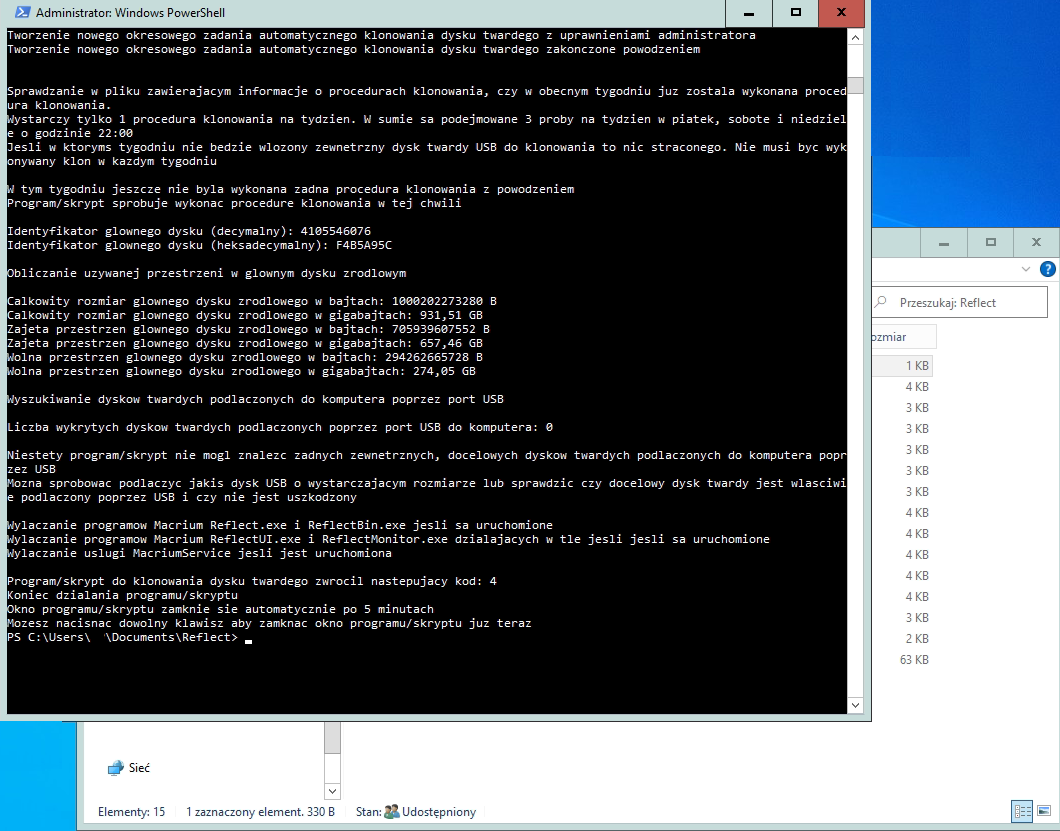 Administrator: Windows PowerShell
Tworzenie nowego okresowego zadania automatycznego klonowania dysku twardego z uprawnieniami administratora
Tworzenie nowego okresowego zadania automatycznego klonowania dysku twardego zakonczone powodzeniem
Sprawdzanie w pliku zawierajacym informacje o procedurach klonowania, czy w obecnym tygodniu juz zostala wykonana proced
ura klonowania.
Wystarczy tylko 1 procedura klonowania na tydzien. W sumie sa podejmowane 3 proby na tydzien w piatek, sobote i niedziel
e o godzinie 22:00
Jesli w ktoryms tygodniu nie bedzie wlozony zewnetrzny dysk twardy USB do klonowania to nic straconego. Nie musi byc wyk
onywany klon w kazdym tygodniu
W tym tygodniu jeszcze nie byla wykonana zadna procedura klonowania z powodzeniem
Program/skrypt sprobuje wykonac procedure klonowania w tej chwili
Identyfikator glownego dysku (decymalny): 4105546076
Identyfikator glownego dysku (heksadecymalny): F4B5A95C
Obliczanie uzywanej przestrzeni w glownym dysku zrodlowym
Calkowity rozmiar glownego dysku zrodlowego w bajtach: 1000202273280 B
Calkowity rozmiar glownego dysku zrodlowego w gigabajtach: 931,51 GB
Zajeta przestrzen glownego dysku zrodlowego w bajtach: 705939607552 B
Zajeta przestrzen glownego dysku zrodlowego w gigabajtach: 657,46 GB
Wolna przestrzen glownego dysku zrodlowego w bajtach: 294262665728 B
Wolna przestrzen glownego dysku zrodlowego w gigabajtach: 274,05 GB
Wyszukiwanie dyskow twardych podlaczonych do komputera poprzez port USB
Liczba wykrytych dyskow twardych podlaczonych poprzez port USB do komputera: 0
Niestety program/skrypt nie mogl znalezc zadnych zewnetrznych, docelowych dyskow twardych podlaczonych do komputera popr
zez USB
Mozna sprobowac podlaczyc jakis dysk USB o wystarczajacym rozmiarze lub sprawdzic czy docelowy dysk twardy jest wlasciwi
e podlaczony poprzez USB i czy nie jest uszkodzony
Wylaczanie programow Macrium Reflect.exe i ReflectBin.exe jesli sa uruchomione
Wylaczanie programow Macrium ReflectUI.exe i ReflectMonitor.exe dzialajacych w tle jesli jesli sa uruchomione
Wylaczanie uslugi MacriumService jesli jest uruchomiona
Program/skrypt do klonowania dysku twardego zwrocil nastepujacy kod: 4
Koniec dzialania programu/skryptu
Okno programu/skryptu zamknie sie automatycznie po 5 minutach
Mozesz nacisnac dowolny klawisz aby zamknac okno programu/skryptu juz teraz
PS C:\Users\  \Documents\Reflect>
Przeszukaj: Reflect
ozmiar
1 KB
4 KB
3 KB
3 KB
3 KB
3 KB
3 KB
4 KB
4 KB
4 KB
4 KB
4 KB
3 KB
2 KB
63 KB
Sieć
Elementy: 15 1 zaznaczony element. 330 B Stan: Udostępniony